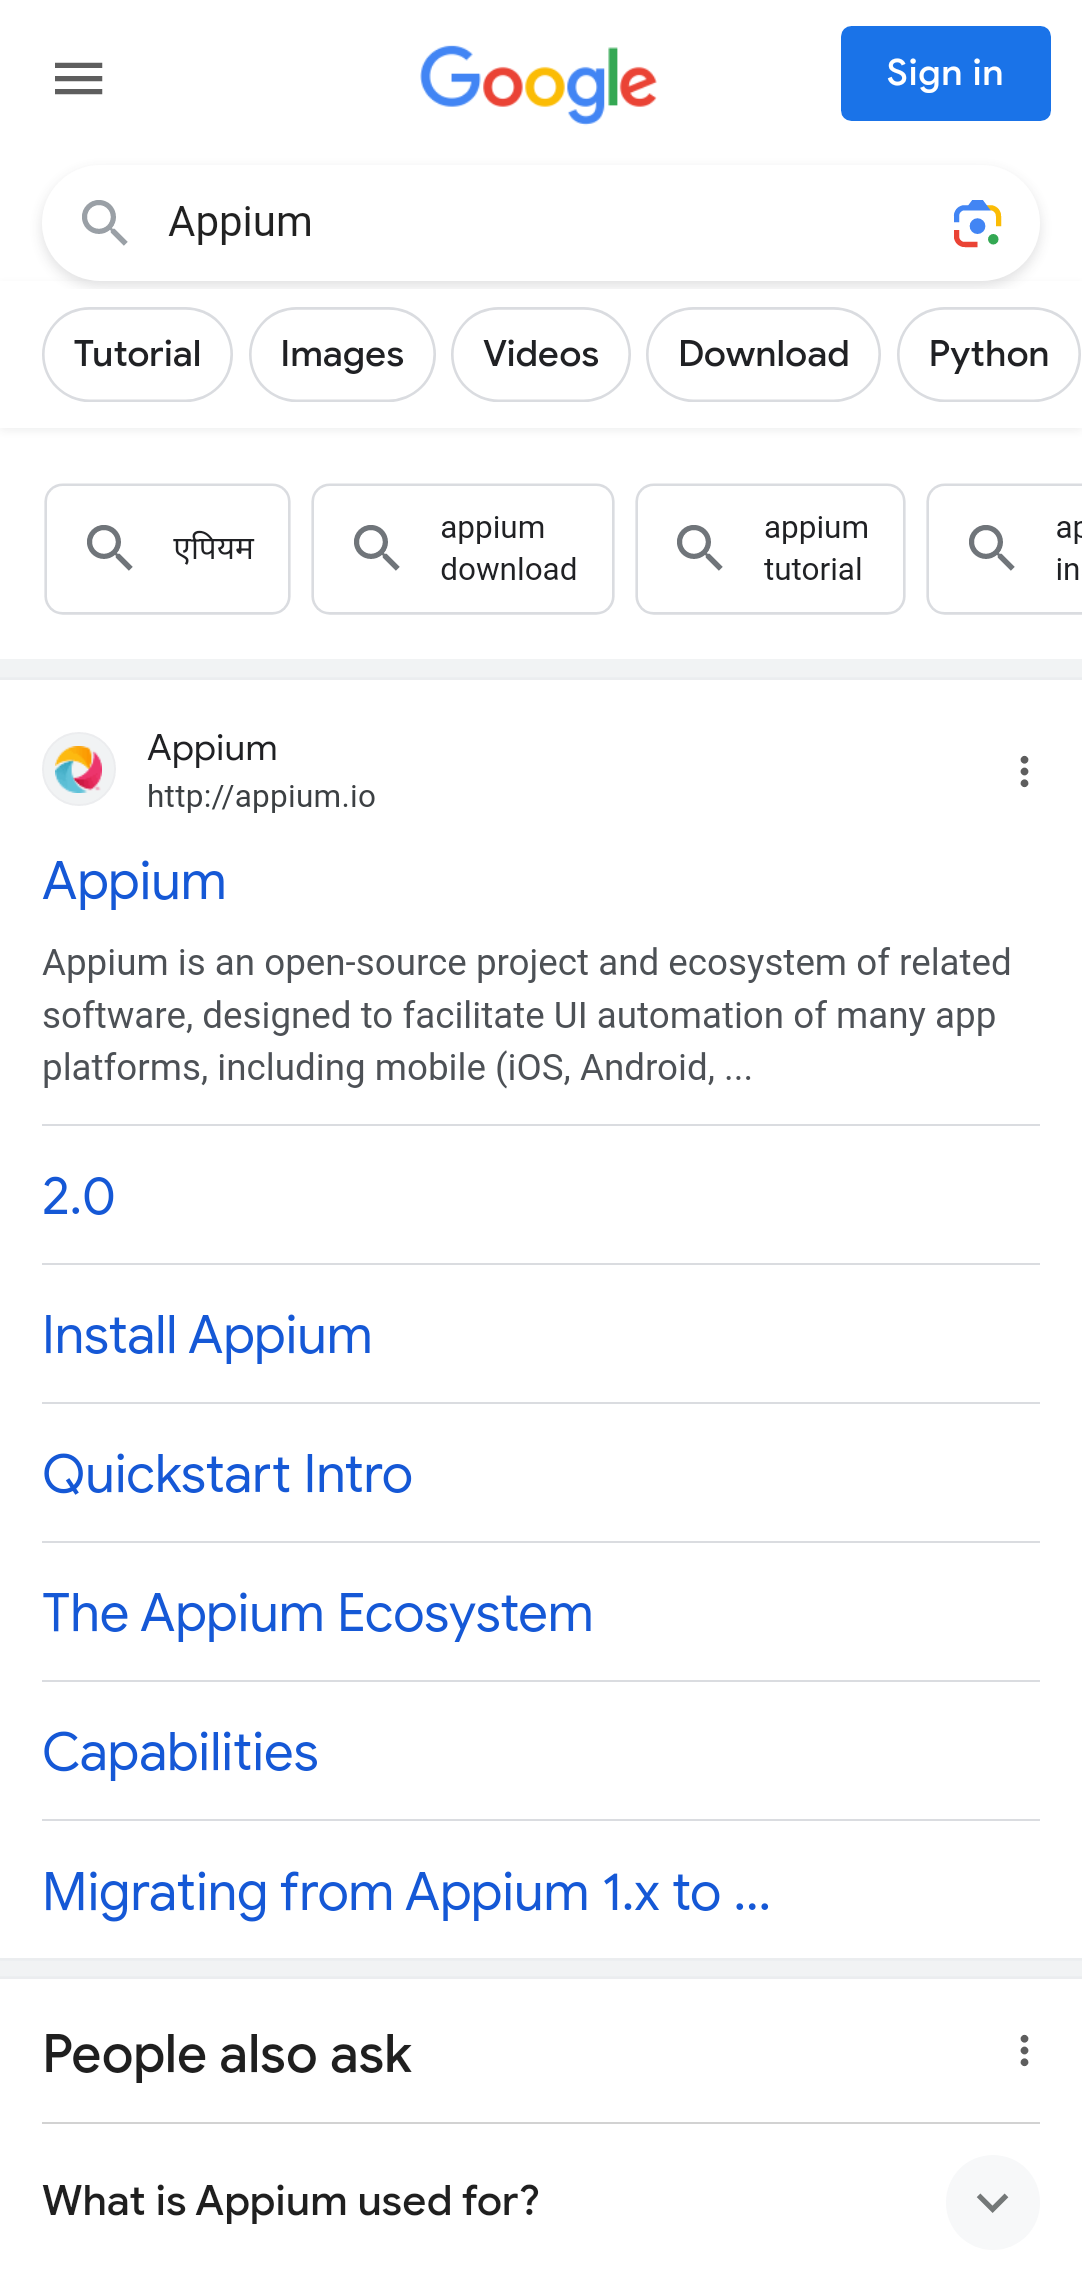 Google
Sign in
Appium
Tutorial
Images
Videos
Download
Python
एपियम
appium
download
appium
tutorial
Appium
http://appium.io
Appium
Appium is an open-source project and ecosystem of related
software, designed to facilitate UI automation of many app
platforms, including mobile (iOS, Android, ...
2.0
Install Appium
Quickstart Intro
The Appium Ecosystem
Capabilities
Migrating from Appium 1.x to ...
People also ask
What is Appium used for?